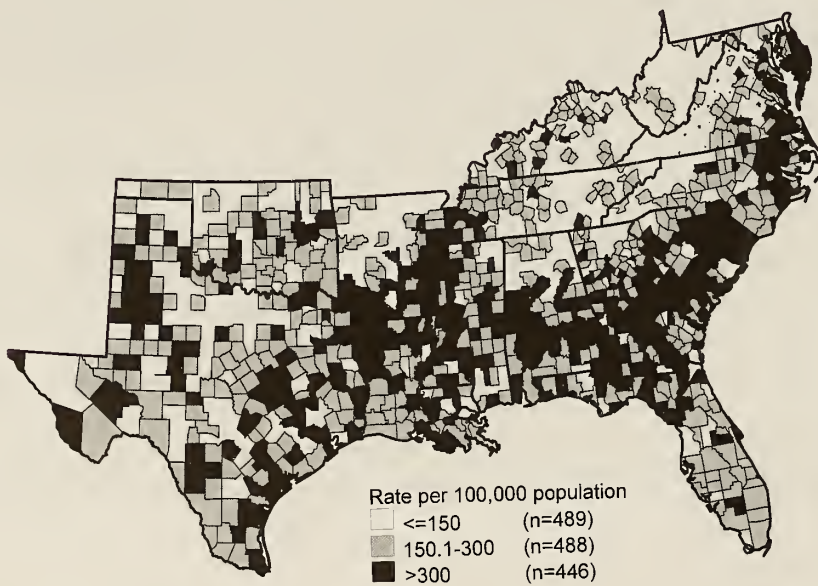 Rate per 100,000 population
<=150 (n=489)
150.1-300 (n=488)
>300 (n=446)